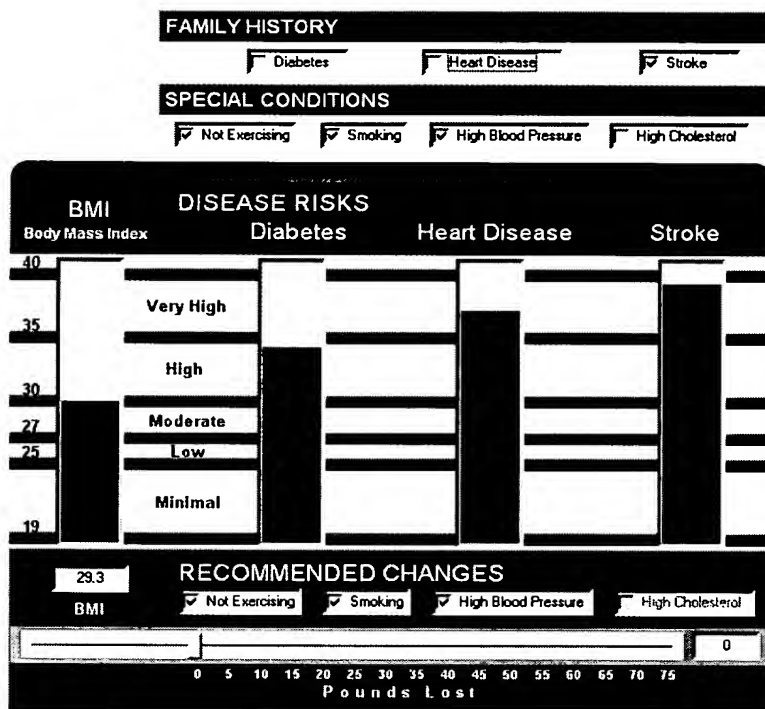 FAMILY HISTORY
Diabetes Heart Disease Stroke
SPECIAL CONDITIONS
Not Exercising Smoking High Blood Pressure High Cholesterol
BMI DISEASE RISKS
Body Mass Index Diabetes Heart Disease Stroke
40
Very High
35
High
30
Moderate
27
25 Low
Minimal
19
29.3 RECOMMENDED CHANGES
BMI Not Exercising Smoking High Blood Pressure High Cholesterol
0
0 5 10 15 20 25 30 35 40 45 50 55 60 65 70 75
Pounds Lost